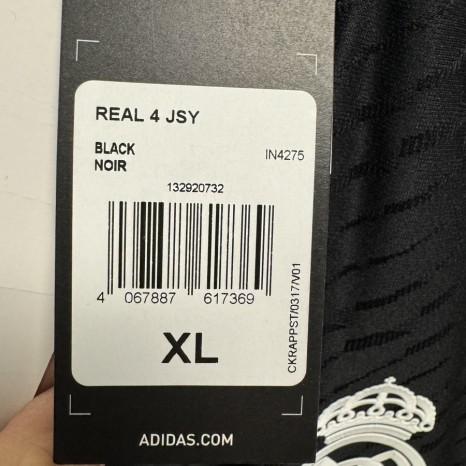 REAL 4 JSY
BLACK
NOIR
IN4275
132920732
4 067887 617369
CKRAPPST/0317/V01
XL
ADIDAS.COM